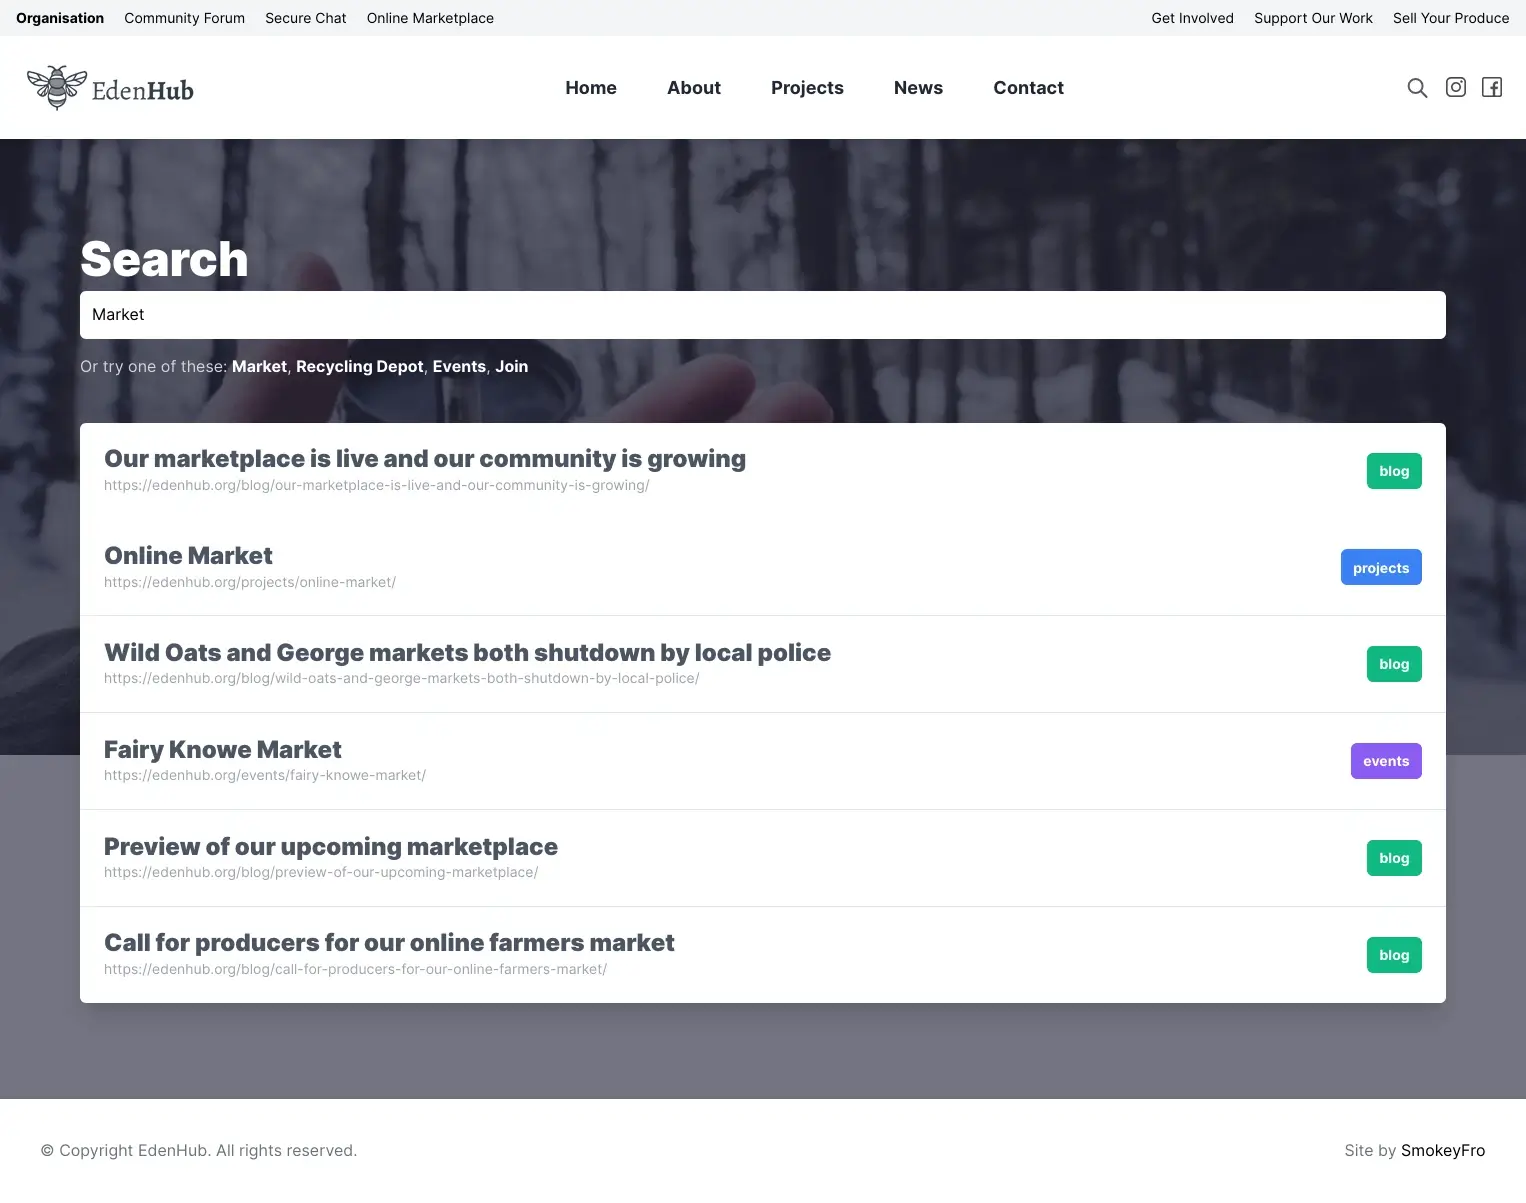 Organisation Community Forum Secure Chat Online Marketplace Get Involved Support Our Work Sell Your Produce
EdenHub Home About Projects News Contact
Search
Market
Or try one of these: Market, Recycling Depot, Events, Join
Our marketplace is live and our community is growing
https://edenhub.org/blog/our-marketplace-is-live-and-our-community-is-growing/
blog
Online Market
https://edenhub.org/projects/online-market/
projects
Wild Oats and George markets both shutdown by local police
https://edenhub.org/blog/wild-oats-and-george-markets-both-shutdown-by-local-police/
blog
Fairy Knowe Market
https://edenhub.org/events/fairy-knowe-market/
events
Preview of our upcoming marketplace
https://edenhub.org/blog/preview-of-our-upcoming-marketplace/
blog
Call for producers for our online farmers market
https://edenhub.org/blog/call-for-producers-for-our-online-farmers-market/
blog
© Copyright EdenHub. All rights reserved. Site by SmokeyFro